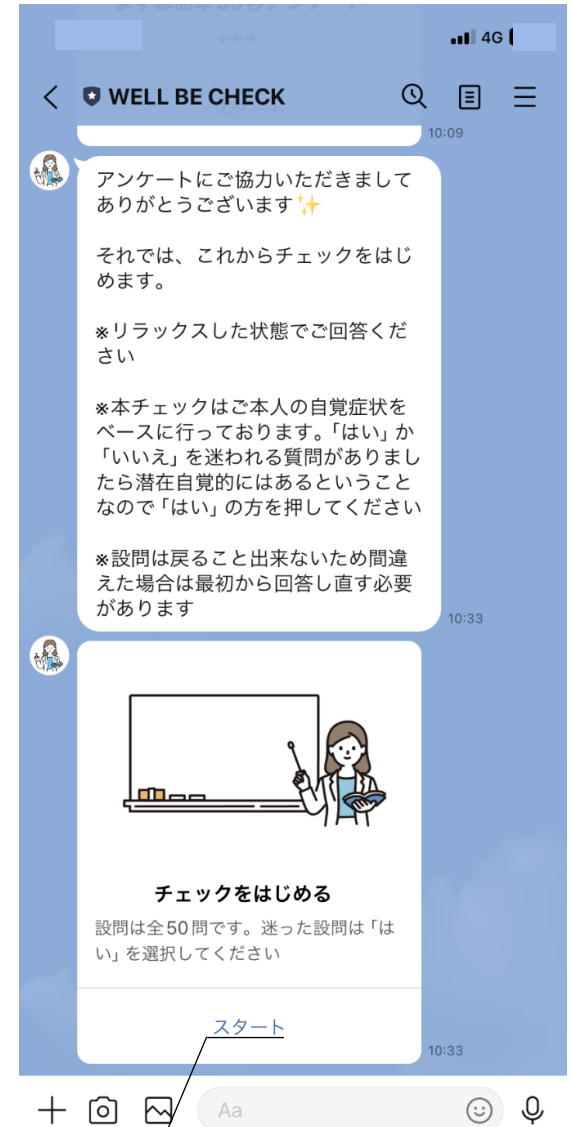 4G
WELL BE CHECK
10:09
アンケートにご協力いただきまして
ありがとうございます✨
それでは、これからチェックをはじ
めます。
※リラックスした状態でご回答くだ
さい
※本チェックはご本人の自覚症状を
ベースに行っております。「はい」か
「いいえ」を迷われる質問がありまし
たら潜在自覚的にはあるということ
なので「はい」の方を押してください
※設問は戻ること出来ないため間違
えた場合は最初から回答し直す必要
があります
10:33
チェックをはじめる
設問は全50問です。迷った設問は「は
い」を選択してください
スタート
10:33
Aa